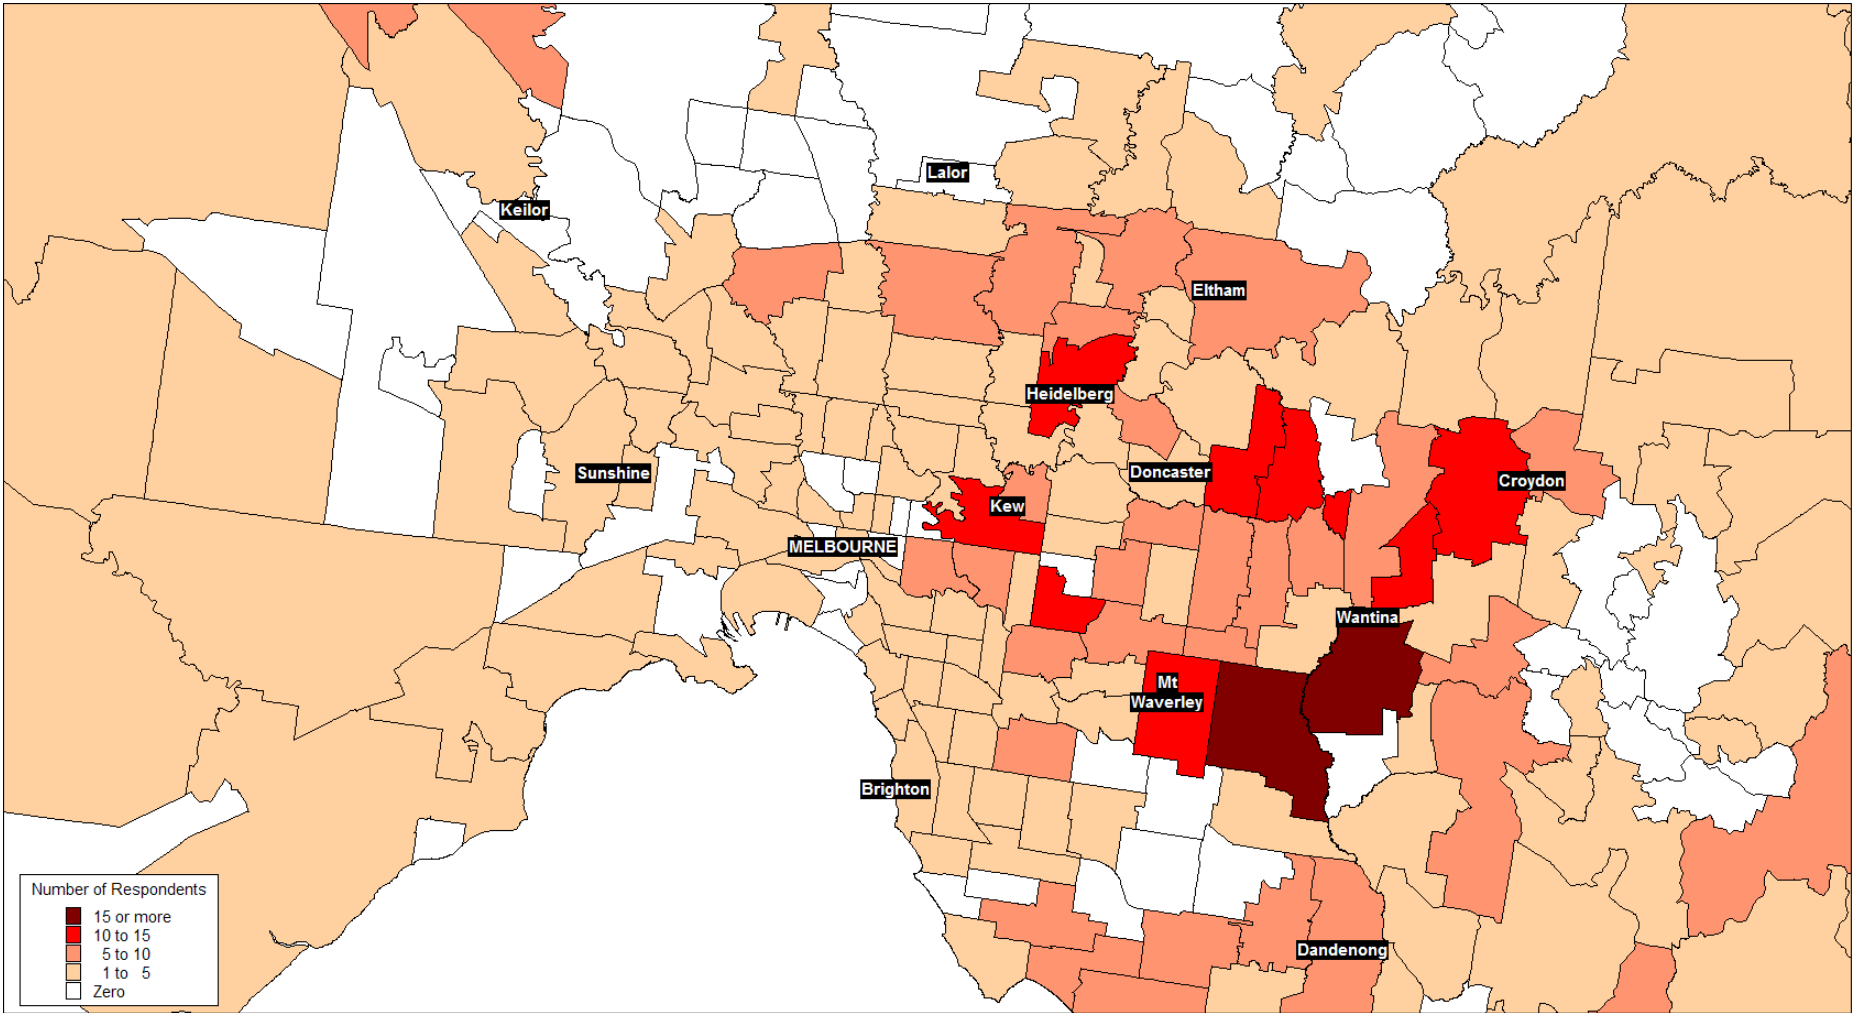 Lalor
Keilor
Eltham
Heidelberg
Sunshine
Doncaster
Croydon
Kew
MELBOURNE
Wantina
Mt
Waverley
Brighton
Dandenong
Number of Respondents
15 or more
10 to 15
5 to 10
1 to 5
Zero